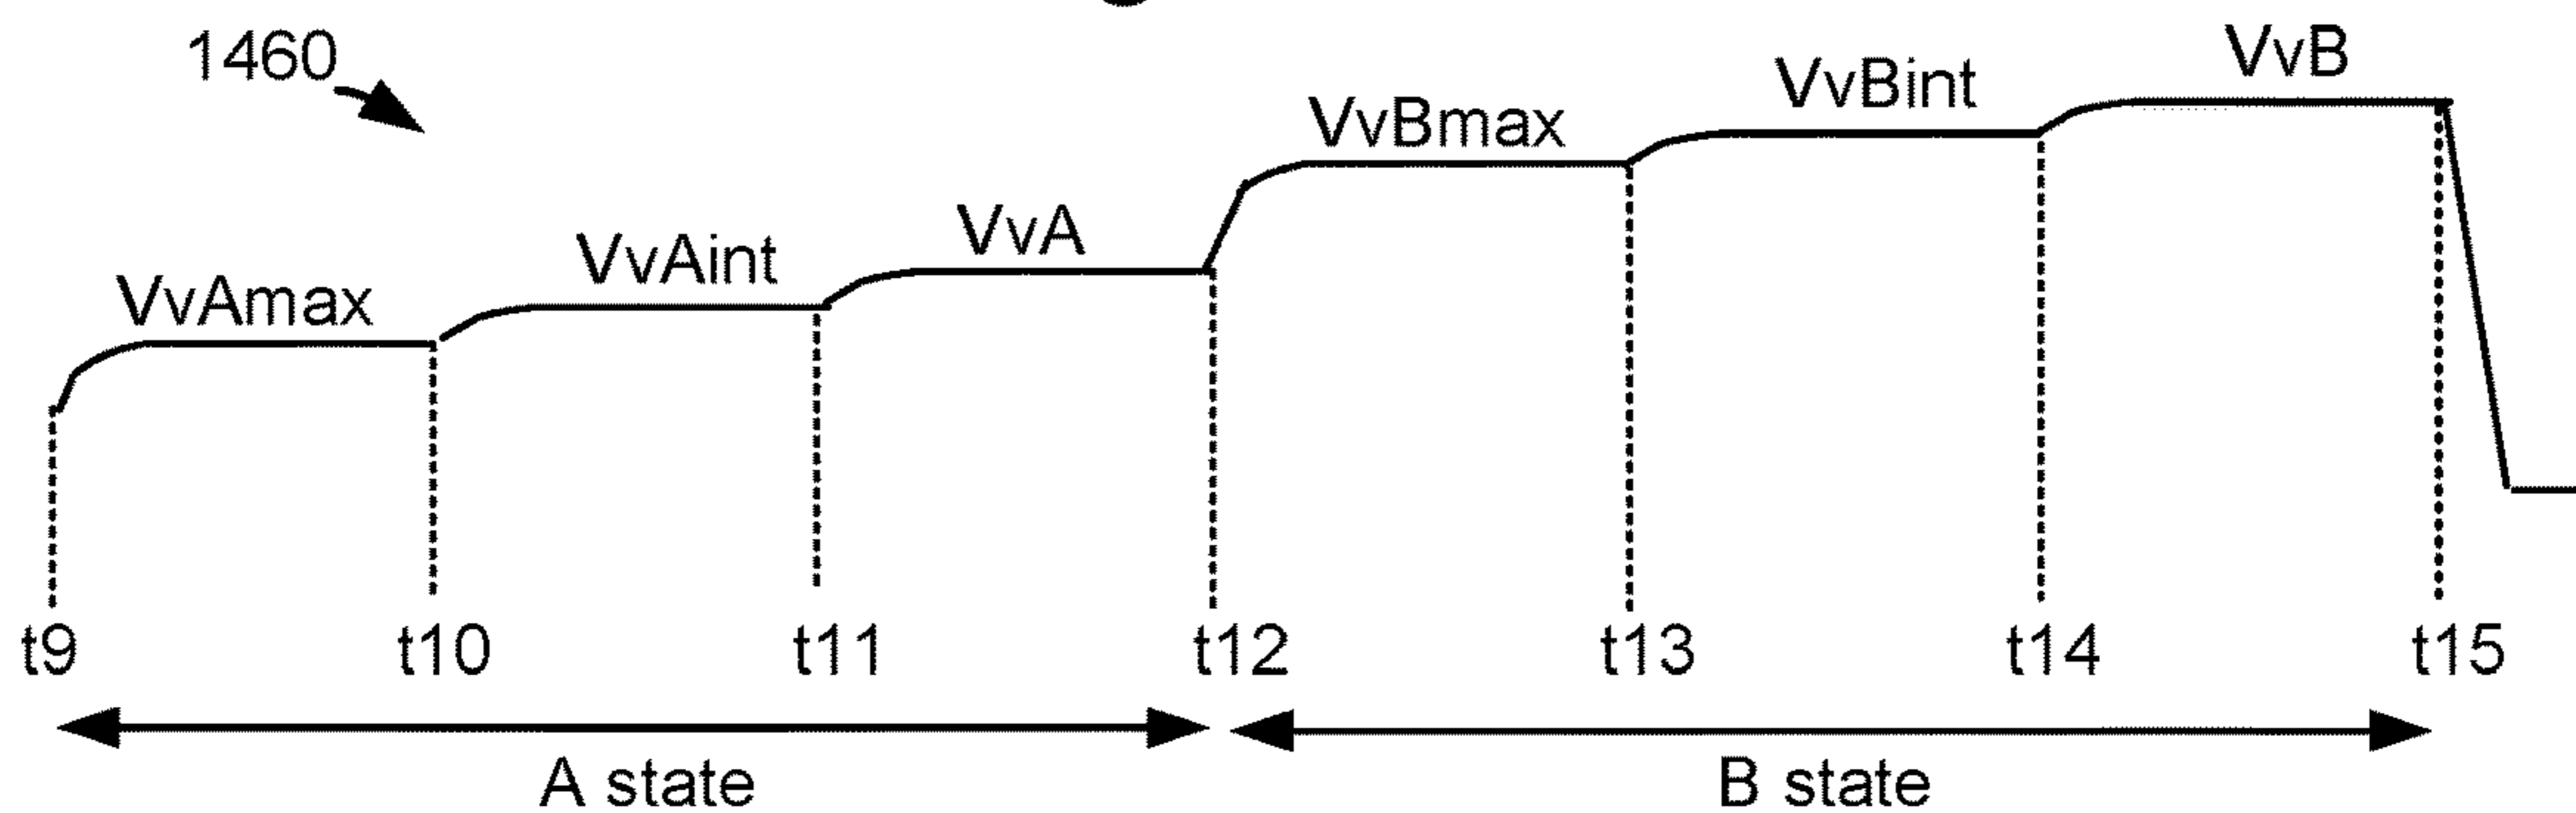 1460
VvAmax
VvAint
VvA
VvBmax
VvBint
VvB
t9 t10 t11 t12 t13 t14 t15
A state B state